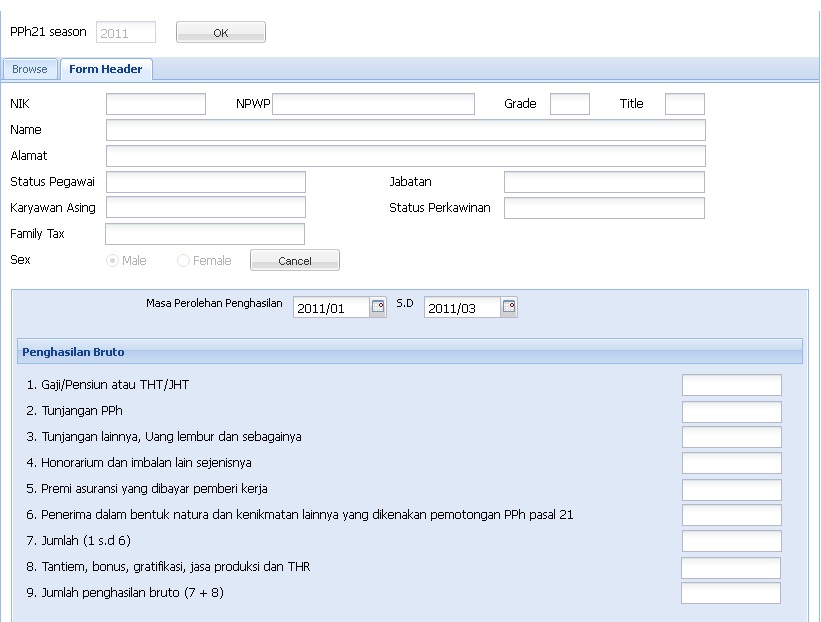 PPh21 season 2011 OK
Browse Form Header
NIK NPWP Grade Title
Name
Alamat
Status Pegawai Jabatan
Karyawan Asing Status Perkawinan
Family Tax
Sex Male Female Cancel
Masa Perolehan Penghasilan 2011/01 S.D 2011/03
Penghasilan Bruto
1. Gaji/Pensiun atau THT/JHT
2. Tunjangan PPh
3. Tunjangan lainnya, Uang lembur dan sebagainya
4. Honorarium dan imbalan lain sejenisnya
5. Premi asuransi yang dibayar pemberi kerja
6. Penerima dalam bentuk natura dan kenikmatan lainnya yang dikenakan pemotongan PPh pasal 21
7. Jumlah (1 s.d 6)
8. Tantiem, bonus, gratifikasi, jasa produksi dan THR
9. Jumlah penghasilan bruto (7 + 8)